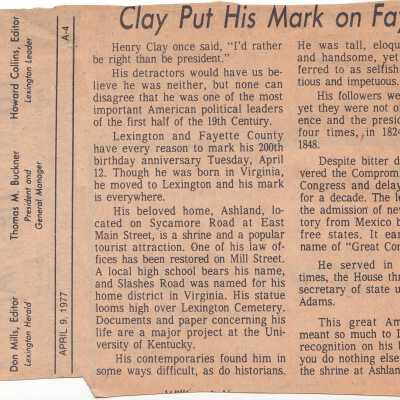 Clay Put His Mark on Fay
Howard Collins, Editor
Lexington Leader
Thomas M. Buckner
President and
General Manager
Don Mills, Editor
Lexington Herald
A-4
APRIL 9, 1977
Henry Clay once said, "I'd rather
be right than be president."
His detractors would have us be-
lieve he was neither, but none can
disagree that he was one of the most
important American political leaders
of the first half of the 19th Century.
Lexington and Fayette County
have every reason to mark his 200th
birthday anniversary Tuesday, April
12. Though he was born in Virginia,
he moved to Lexington and his mark
is everywhere.
His beloved home, Ashland, lo-
cated on Sycamore Road at East
Main Street, is a shrine and a popular
tourist attraction. One of his law of-
fices has been restored on Mill Street.
A local high school bears his name,
and Slashes Road was named for his
home district in Virginia. His statue
looms high over Lexington Cemetery.
Documents and paper concerning his
life are a major project at the Uni-
versity of Kentucky.
His contemporaries found him in
some ways difficult, as do historians.
He was tall, eloqu
and handsome, yet
ferred to as selfish
tious and impetuous.
His followers we
yet they were not o
ence and the presid
four times, in 1824
1848.
Despite bitter d
vered the Compromi
Congress and delay
for a decade. The le
the admission of new
tory from Mexico b
free states. It earn
name of "Great Con
He served in
times, the House thr
secretary of state u
Adams.
This great Am
meant so much to L
recognition on his b
you do nothing else
the shrine at Ashlan